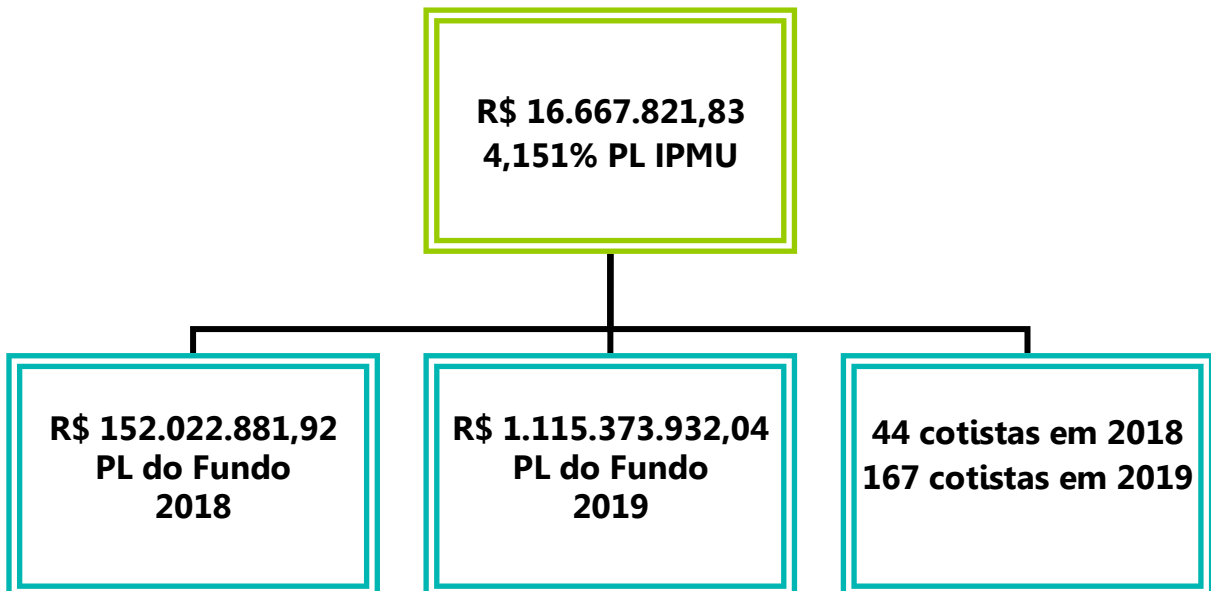 R$ 16.667.821,83
4,151% PL IPMU
R$ 152.022.881,92
PL do Fundo
2018
R$ 1.115.373.932,04
PL do Fundo
2019
44 cotistas em 2018
167 cotistas em 2019